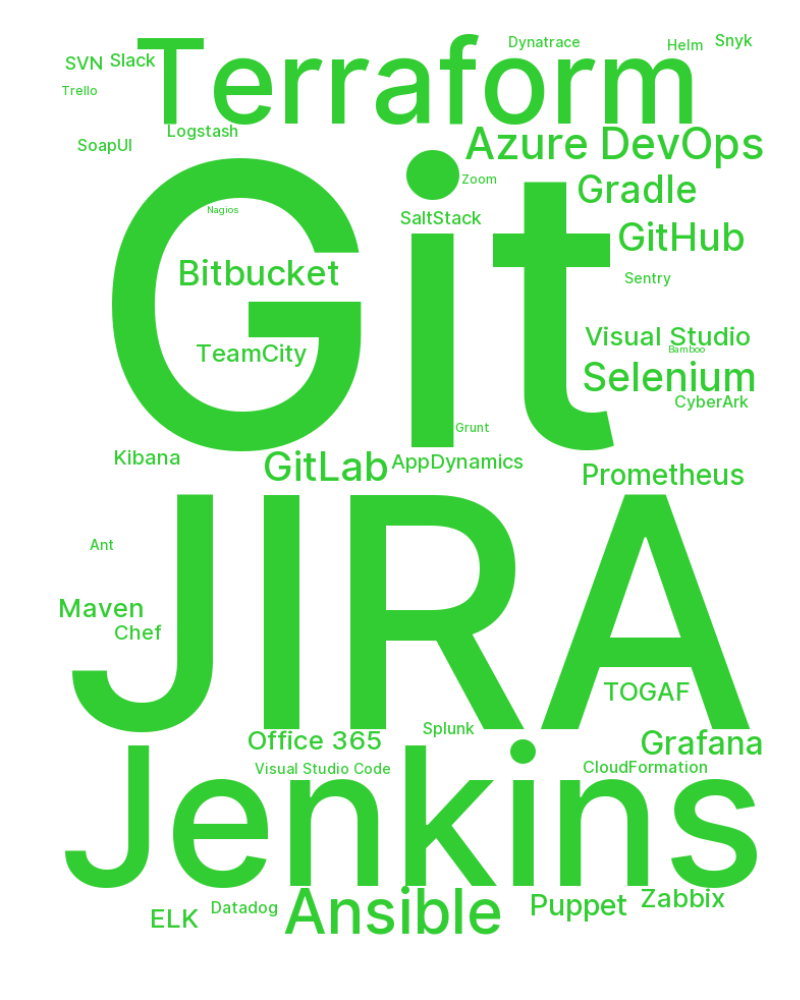 Terraform
Dynatrace
Helm
Snyk
SVN
Slack
Trello
Logstash
SoapUI
Azure DevOps
Git
Zoom
Gradle
Nagios
SaltStack
GitHub
Bitbucket
Sentry
Visual Studio
Bamboo
TeamCity
Selenium
CyberArk
Grunt
Kibana
GitLab
AppDynamics
Prometheus
JIRA
Ant
Maven
Chef
TOGAF
Splunk
Office 365
Grafana
Visual Studio Code
CloudFormation
Jenkins
Ansible
Puppet
Zabbix
Datadog
ELK